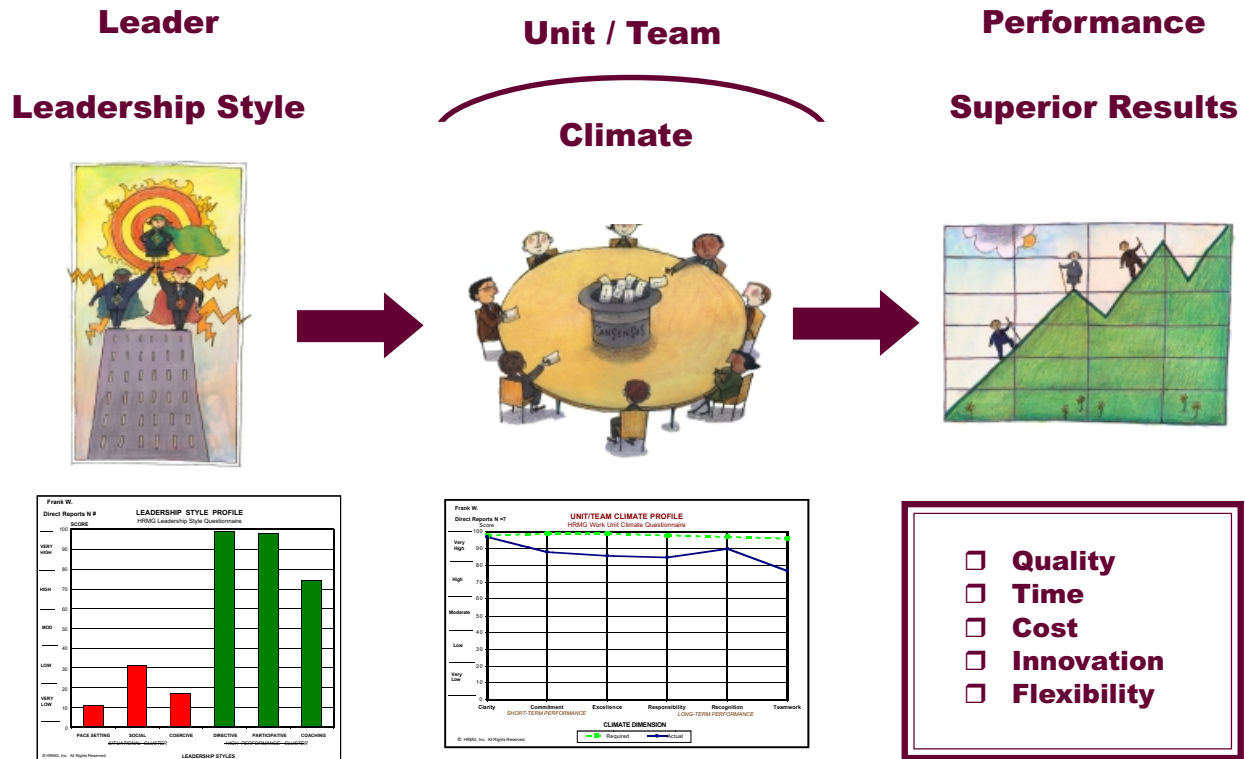 Leader
Leadership Style
Unit / Team
Climate
Performance
Superior Results
CONSENSUS
Frank W.
Direct Reports N
LEADERSHIP STYLE PROFILE
HRMG Leadership Style Questionnaire
SCORE
100
90
80
70
60
50
40
30
20
10
0
VERY HIGH
HIGH
MOD
LOW
VERY LOW
PACE SETTING SOCIAL COERCIVE DIRECTIVE PARTICIPATIVE COACHING
SITUATIONAL CLUSTER HIGH PERFORMANCE CLUSTER
© HRMG, Inc. All Rights Reserved.
LEADERSHIP STYLES
Frank W.
Direct Reports N =7
UNIT/TEAM CLIMATE PROFILE
HRMG Work Unit Climate Questionnaire
Score
100
90
80
70
60
50
40
30
20
10
0
Very High
High
Moderate
Low
Very Low
Clarity Commitment Excellence Responsibility Recognition Teamwork
SHORT-TERM PERFORMANCE LONG-TERM PERFORMANCE
CLIMATE DIMENSION
Required Actual
© HRMG, Inc. All Rights Reserved.
❒ Quality
❒ Time
❒ Cost
❒ Innovation
❒ Flexibility